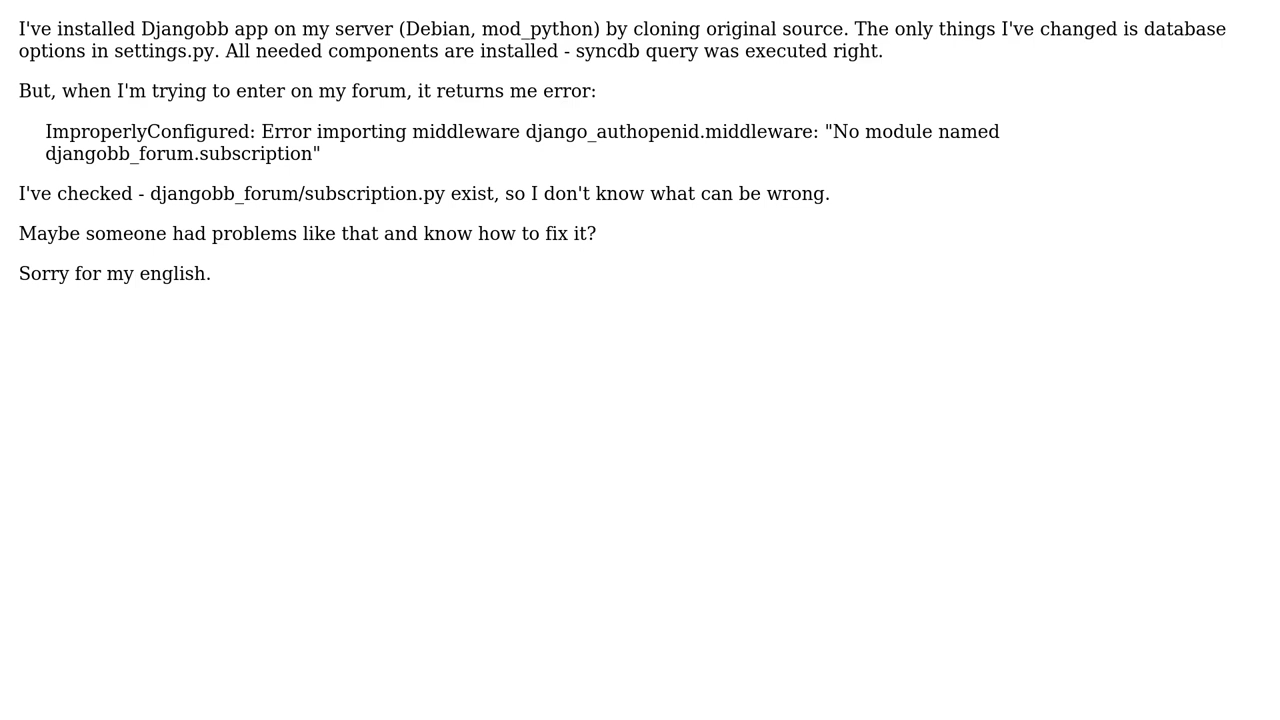 I've installed Djangobb app on my server (Debian, mod_python) by cloning original source. The only things I've changed is database
options in settings.py. All needed components are installed - syncdb query was executed right.
But, when I'm trying to enter on my forum, it returns me error:
ImproperlyConfigured: Error importing middleware django_authopenid.middleware: "No module named
djangobb_forum.subscription"
I've checked - djangobb_forum/subscription.py exist, so I don't know what can be wrong.
Maybe someone had problems like that and know how to fix it?
Sorry for my english.